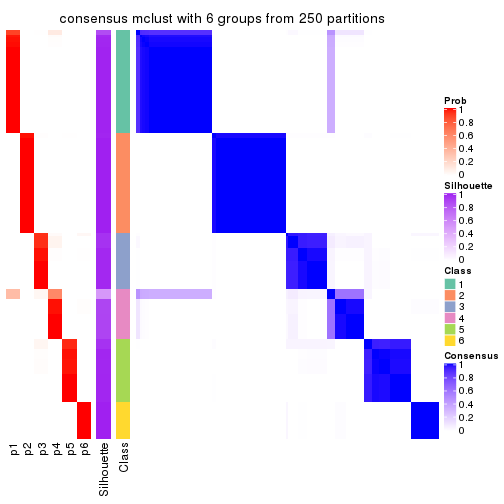 consensus mclust with 6 groups from 250 partitions
Prob
1
0.8
0.6
0.4
0.2
0
Silhouette
1
0.8
0.6
0.4
0.2
0
Class
1
2
3
4
5
6
Consensus
1
0.8
0.6
0.4
0.2
0
p1
p2
p3
p4
p5
p6
Silhouette
Class